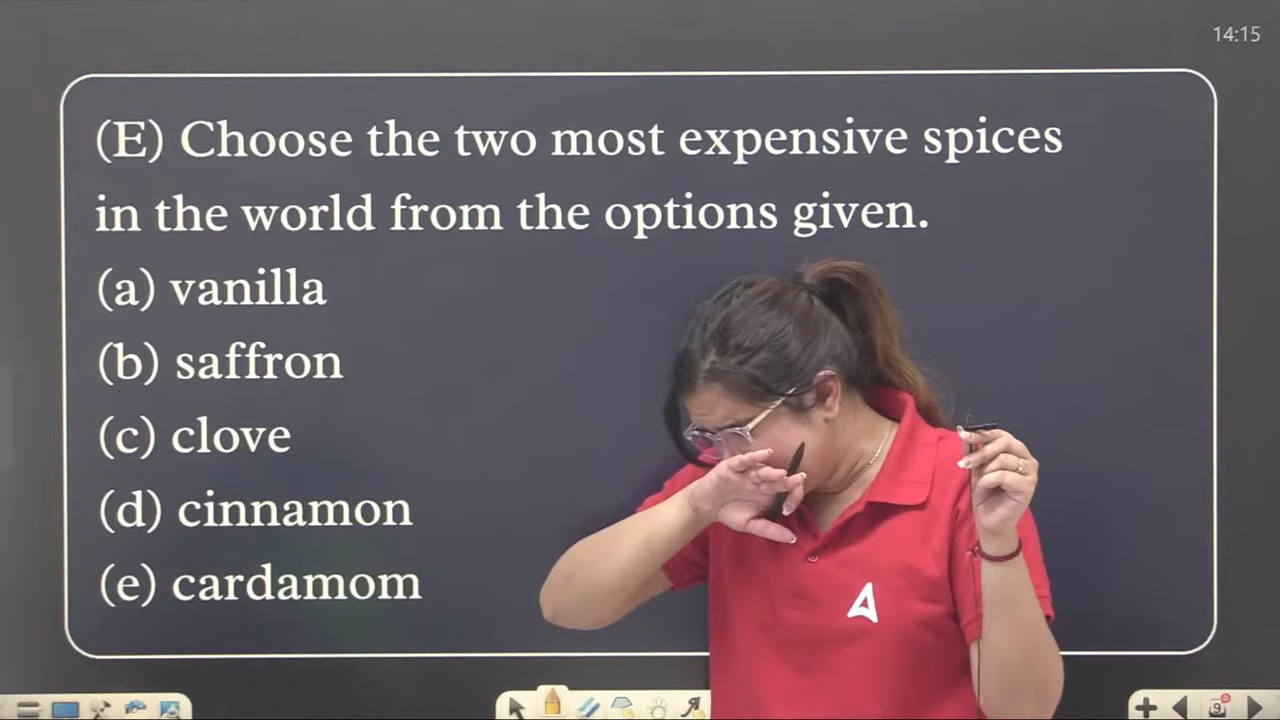 14:15
(E) Choose the two most expensive spices
in the world from the options given.
(a) vanilla
(b) saffron
(c) clove
(d) cinnamon
(e) cardamom
9